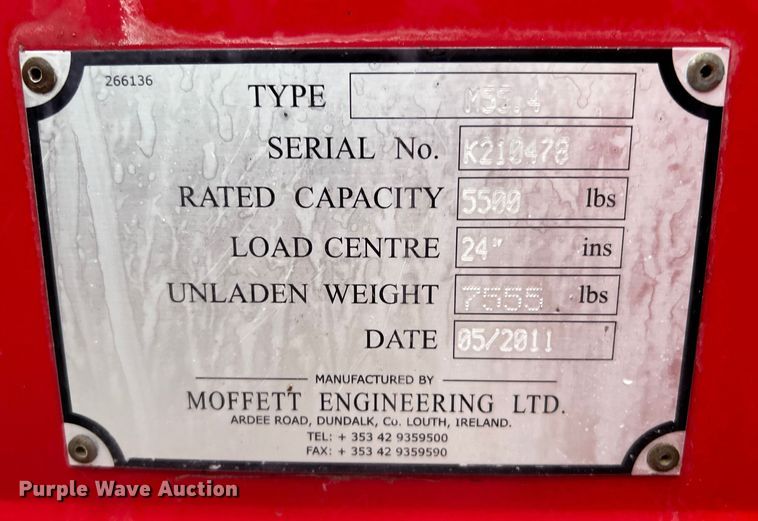 266136
TYPE M55.4
SERIAL No. K210478
RATED CAPACITY 5500 lbs
LOAD CENTRE 24" ins
UNLADEN WEIGHT 7555 lbs
DATE 05/2011
MANUFACTURED BY
MOFFETT ENGINEERING LTD.
ARDEE ROAD, DUNDALK, Co. LOUTH, IRELAND.
TEL: + 353 42 9359500
FAX: + 353 42 9359590
Purple Wave Auction